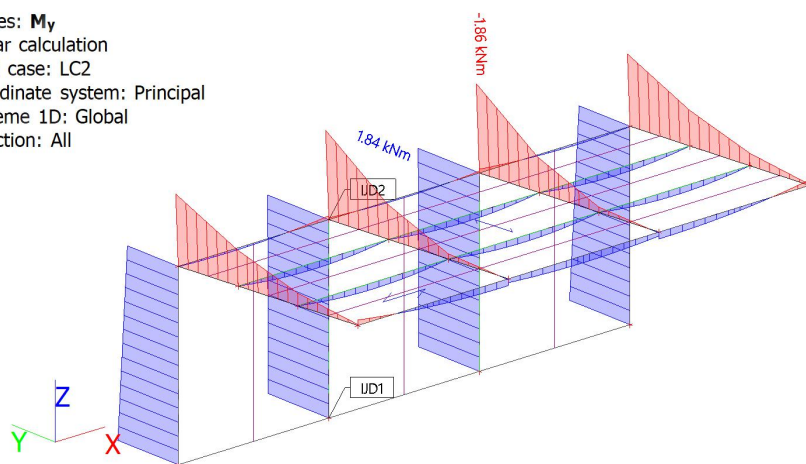 es: My
ar calculation
case: LC2
dinate system: Principal
eme 1D: Global
ction: All
-1.86 kNm
1.84 kNm
IJD2
IJD1
Z
Y
X